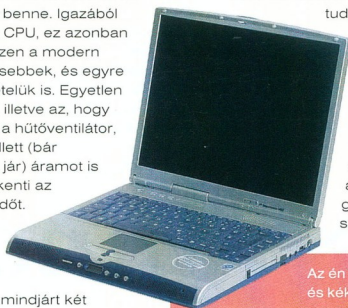 benne. Igazából
CPU, ez azonban
zen a modern
sebbek, és egyre
telük is. Egyetlen
illetve az, hogy
a hűtőventilátor,
llett (bár
jár) áramot is
kenti az
dőt.
mindjárt két
tud
a
g
s
Az én
és kék